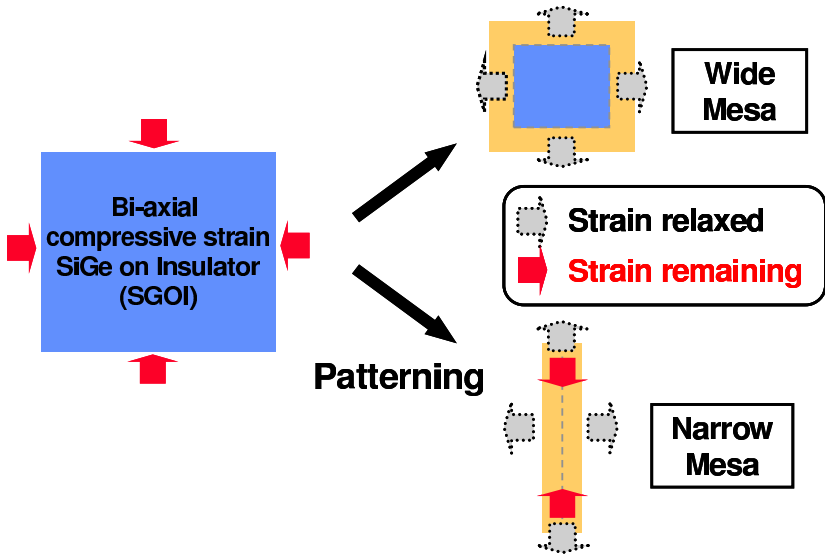 Bi-axial
compressive strain
SiGe on Insulator
(SGOI)
Patterning
Wide
Mesa
Strain relaxed
Strain remaining
Narrow
Mesa